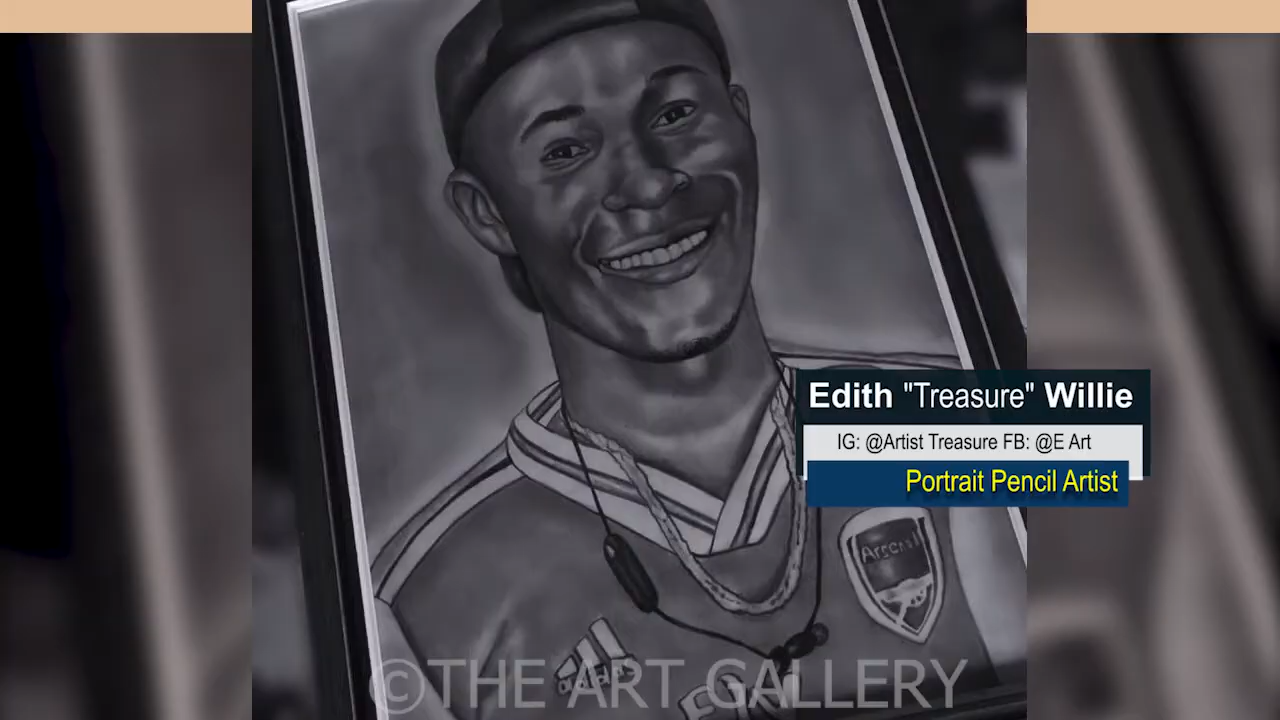 Edith "Treasure" Willie
IG: @Artist Treasure FB: @E Art
Portrait Pencil Artist
Arsenal
adidas
©THE ART GALLERY